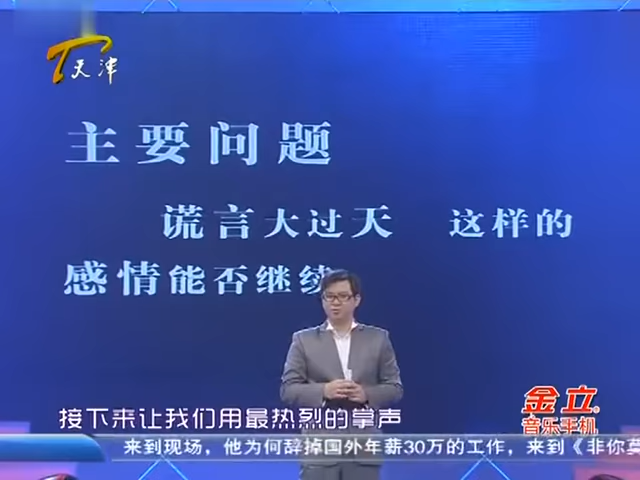 天津
主要问题
谎言大过天 这样的
感情能否继续
接下来让我们用最热烈的掌声
金立
音乐手机
来到现场，他为何辞掉国外年薪30万的工作，来到《非你莫